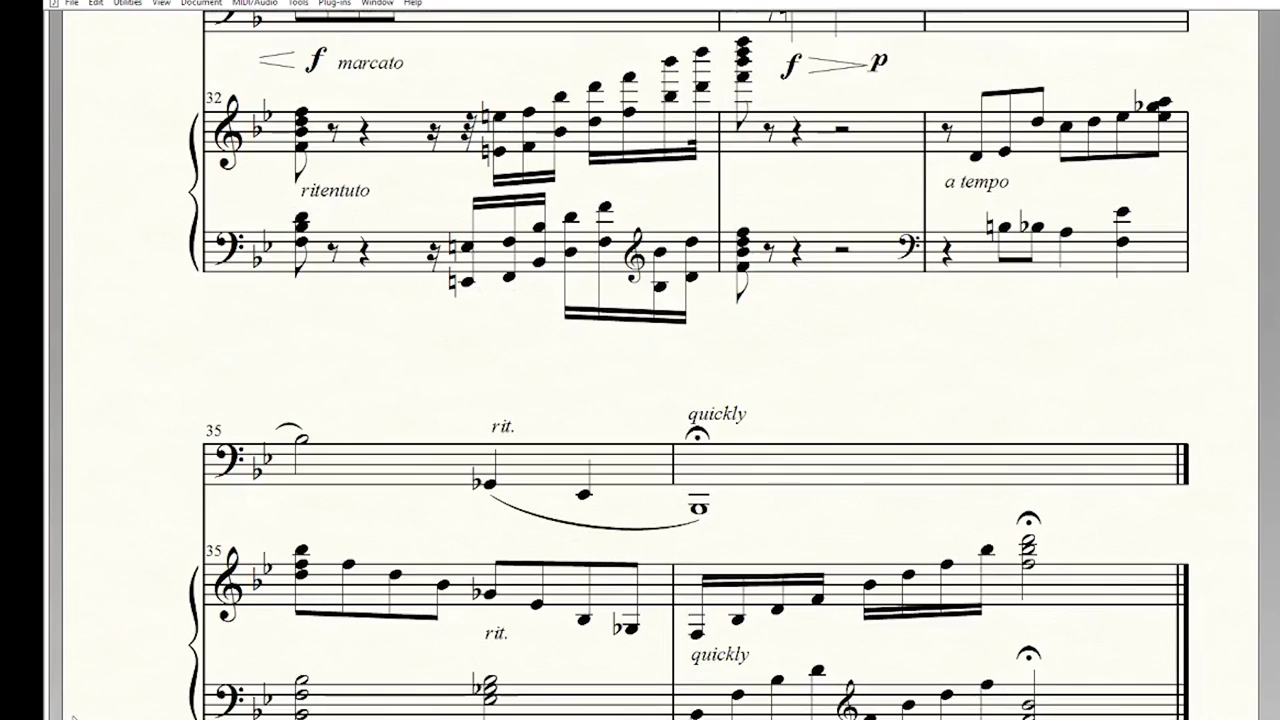 File Edit Utilities View Document MIDI/Audio Tools Plug-ins Window Help
f marcato f p
32
ritentuto a tempo
quickly
35 rit.
35
rit.
quickly